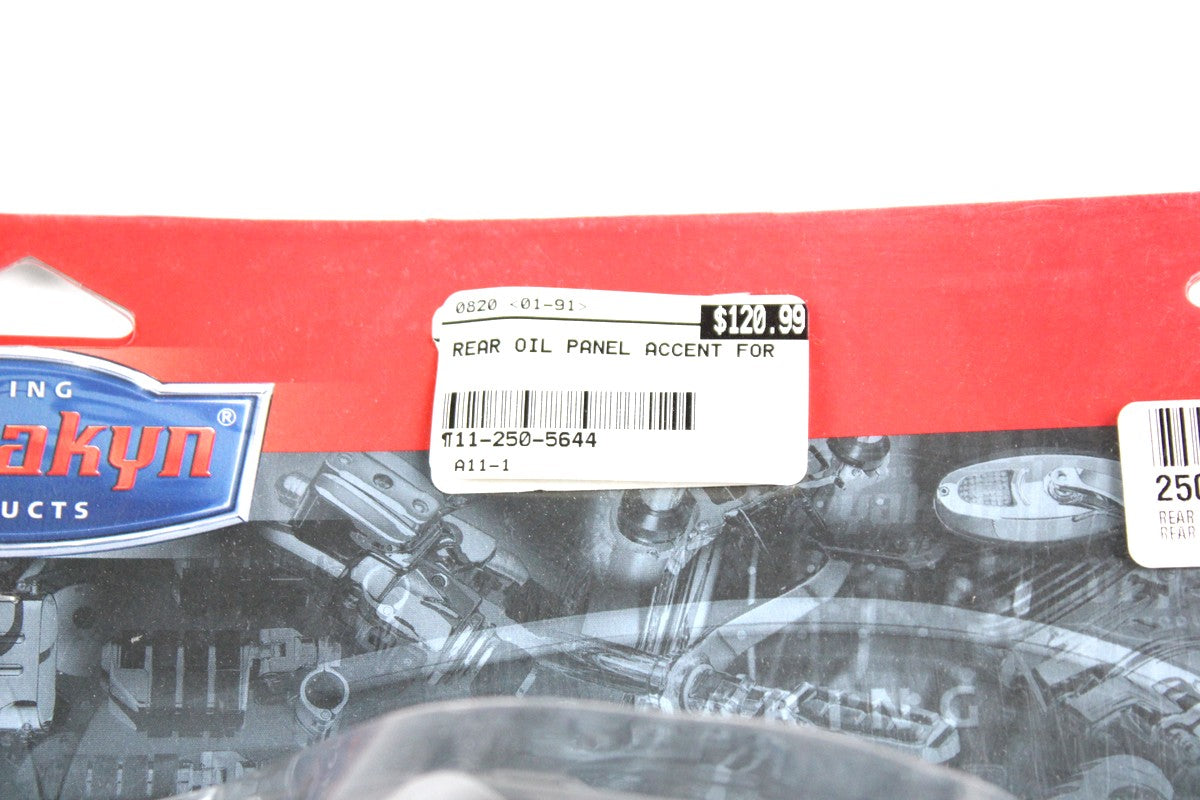 0820 <01-91>
$120.99
REAR OIL PANEL ACCENT FOR
¶11-250-5644
A11-1
ING
akyn®
UCTS
250
REAR
REAR
ING